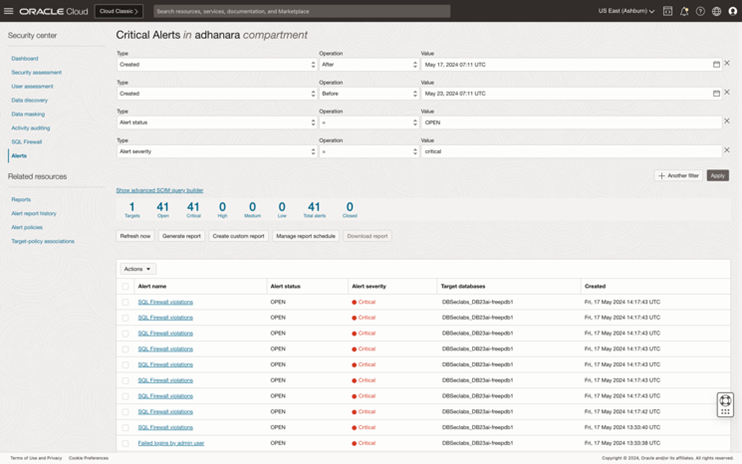 ORACLE Cloud Cloud Classic > Search resources, services, documentation, and Marketplace US East (Ashburn)
Security center
Dashboard
Security assessment
User assessment
Data discovery
Data masking
Activity auditing
SQL Firewall
Alerts
Related resources
Reports
Alert report history
Alert policies
Target-policy associations
Critical Alerts in adhanara compartment
Type Operation Value
Created After May 17, 2024 07:11 UTC
Type Operation Value
Created Before May 23, 2024 07:11 UTC
Type Operation Value
Alert status = OPEN
Type Operation Value
Alert severity = critical
+ Another filter Apply
Show advanced SCIM query builder
1 41 41 0 0 0 41 0
Targets Open Critical High Medium Low Total alerts Closed
Refresh now Generate report Create custom report Manage report schedule Download report
Actions
Alert name Alert status Alert severity Target databases Created
SQL Firewall violations OPEN Critical DBSeclabs_DB23ai-freepdb1 Fri, 17 May 2024 14:17:43 UTC
SQL Firewall violations OPEN Critical DBSeclabs_DB23ai-freepdb1 Fri, 17 May 2024 14:17:43 UTC
SQL Firewall violations OPEN Critical DBSeclabs_DB23ai-freepdb1 Fri, 17 May 2024 14:17:43 UTC
SQL Firewall violations OPEN Critical DBSeclabs_DB23ai-freepdb1 Fri, 17 May 2024 14:17:43 UTC
SQL Firewall violations OPEN Critical DBSeclabs_DB23ai-freepdb1 Fri, 17 May 2024 14:17:43 UTC
SQL Firewall violations OPEN Critical DBSeclabs_DB23ai-freepdb1 Fri, 17 May 2024 14:17:43 UTC
SQL Firewall violations OPEN Critical DBSeclabs_DB23ai-freepdb1 Fri, 17 May 2024 14:17:43 UTC
SQL Firewall violations OPEN Critical DBSeclabs_DB23ai-freepdb1 Fri, 17 May 2024 14:17:43 UTC
SQL Firewall violations OPEN Critical DBSeclabs_DB23ai-freepdb1 Fri, 17 May 2024 13:33:40 UTC
Failed logins by admin user OPEN Critical DBSeclabs_DB23ai-freepdb1 Fri, 17 May 2024 13:33:38 UTC
Terms of Use and Privacy Cookie Preferences Copyright © 2024, Oracle and/or its affiliates. All rights reserved.